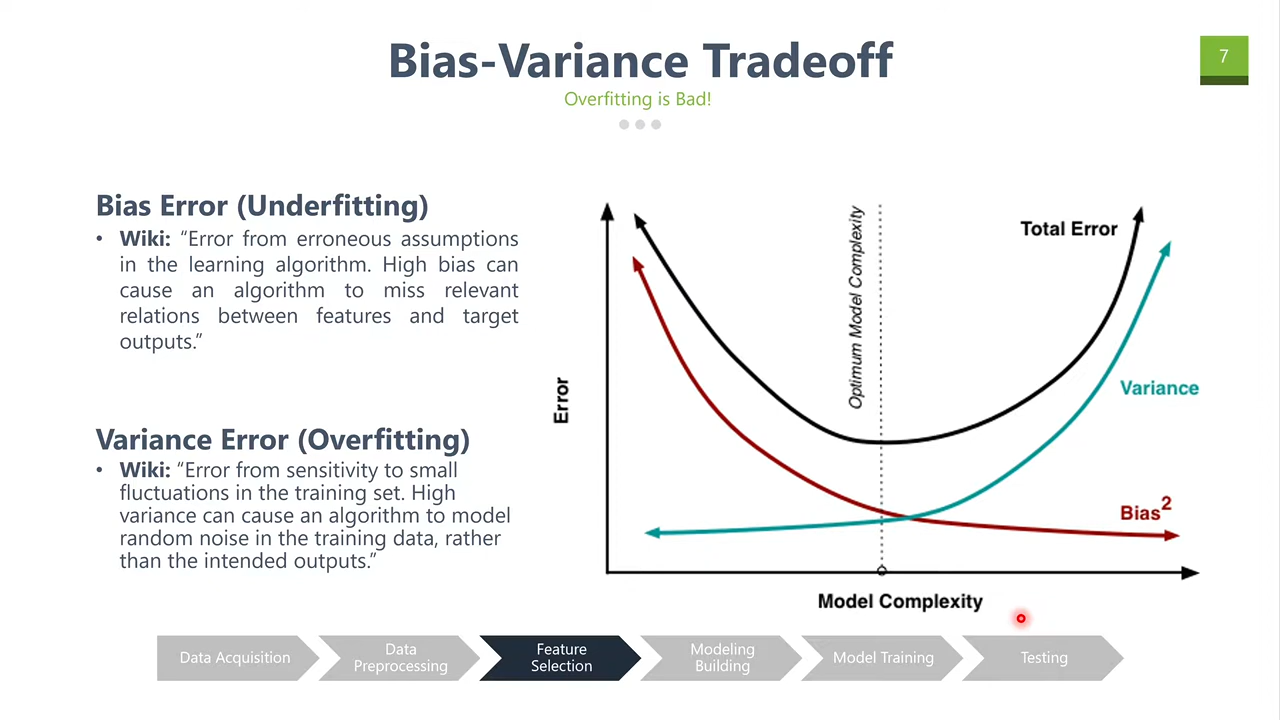 Bias-Variance Tradeoff
7
Overfitting is Bad!
Bias Error (Underfitting)
• Wiki: “Error from erroneous assumptions
in the learning algorithm. High bias can
cause an algorithm to miss relevant
relations between features and target
outputs.”
Variance Error (Overfitting)
• Wiki: “Error from sensitivity to small
fluctuations in the training set. High
variance can cause an algorithm to model
random noise in the training data, rather
than the intended outputs.”
Error
Optimum Model Complexity
Total Error
Variance
Bias²
Model Complexity
Data Acquisition
Data
Preprocessing
Feature
Selection
Modeling
Building
Model Training
Testing